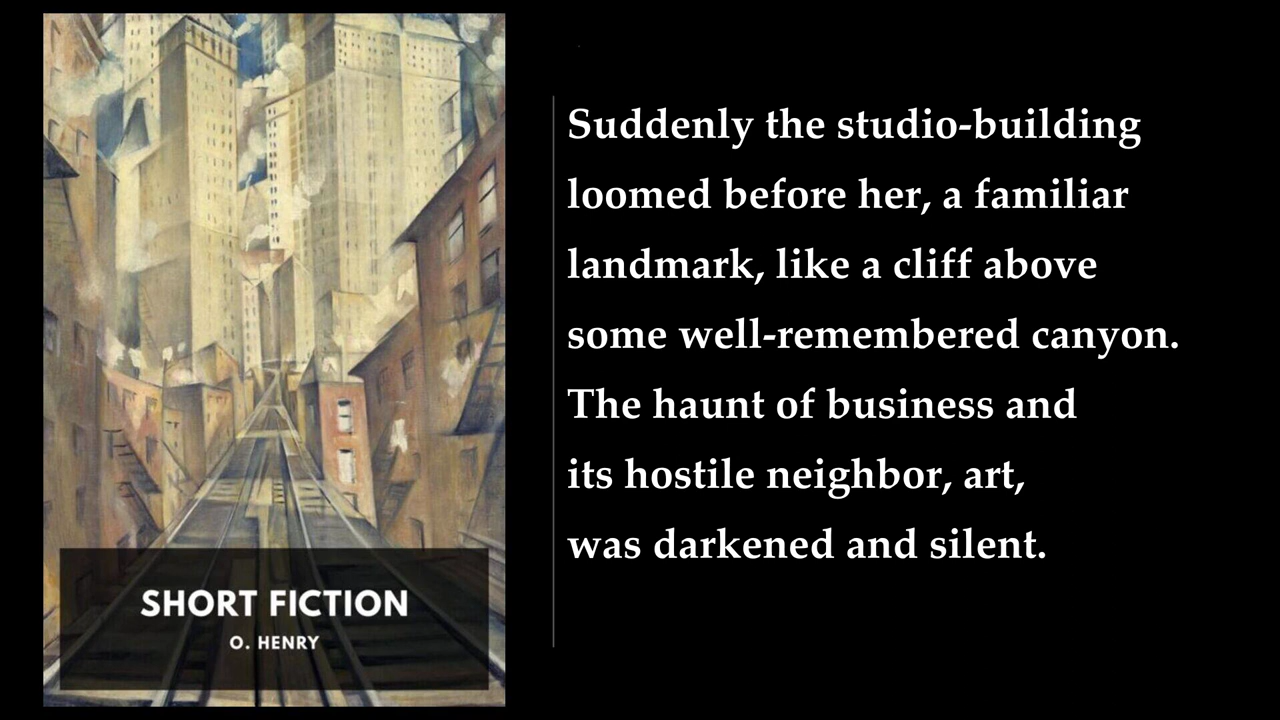 Suddenly the studio-building
loomed before her, a familiar
landmark, like a cliff above
some well-remembered canyon.
The haunt of business and
its hostile neighbor, art,
was darkened and silent.
SHORT FICTION
O. HENRY